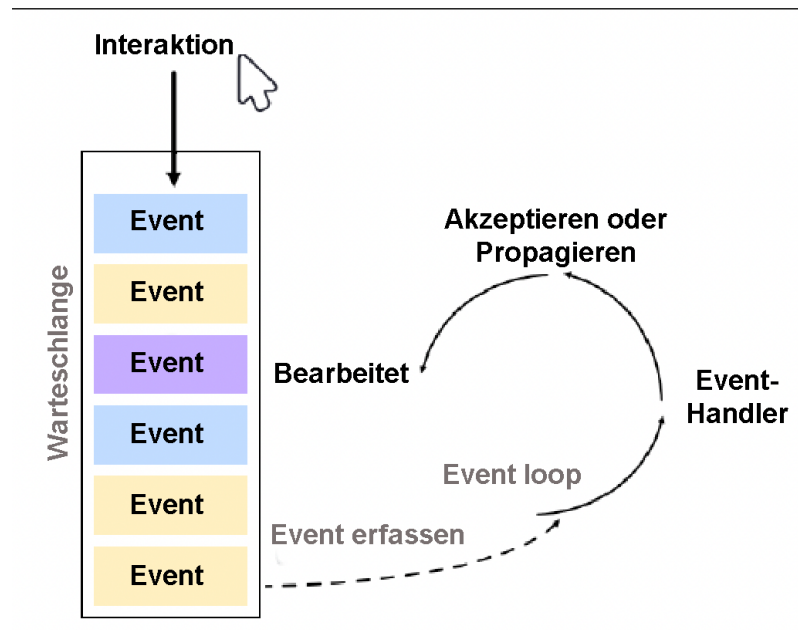 Interaktion
Warteschlange
Event
Event
Event
Event
Event
Event
Akzeptieren oder
Propagieren
Bearbeitet
Event-
Handler
Event loop
Event erfassen